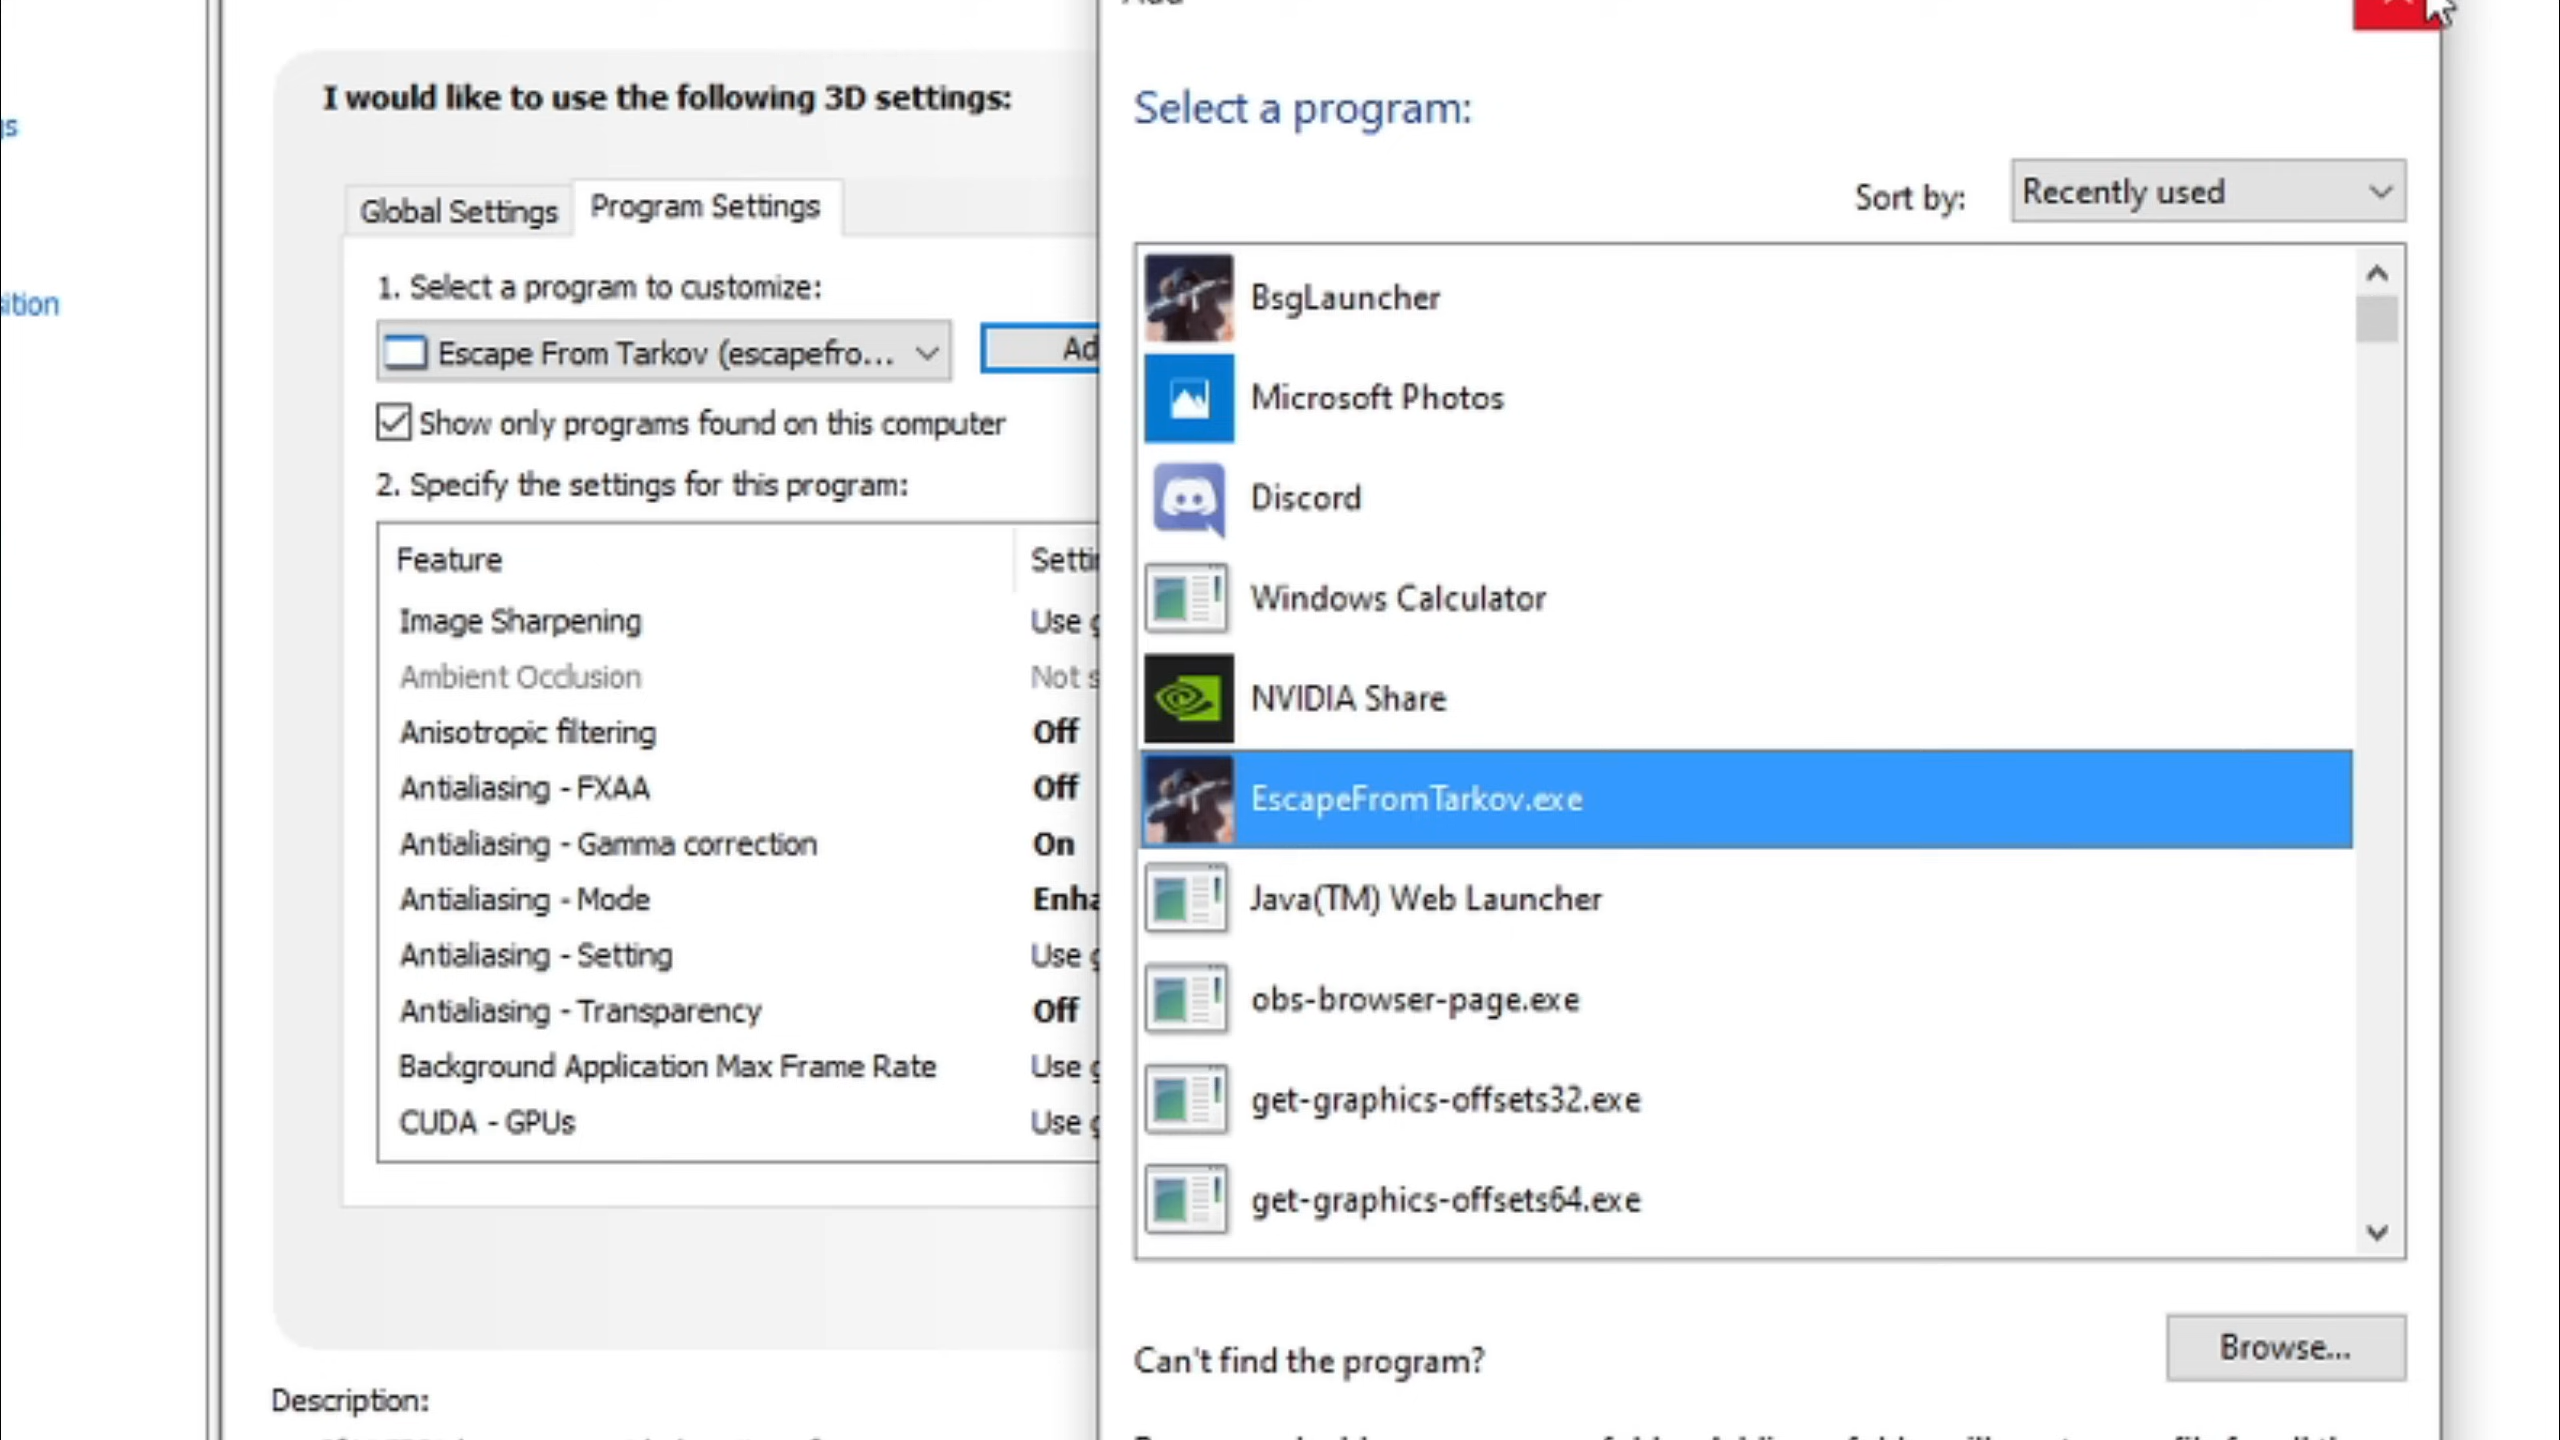 gs
ition
I would like to use the following 3D settings:
Global Settings
Program Settings
1. Select a program to customize:
Escape From Tarkov (escapefro...
Ad
Show only programs found on this computer
2. Specify the settings for this program:
Feature
Settin
Image Sharpening
Use g
Ambient Occlusion
Not s
Anisotropic filtering
Off
Antialiasing - FXAA
Off
Antialiasing - Gamma correction
On
Antialiasing - Mode
Enha
Antialiasing - Setting
Use g
Antialiasing - Transparency
Off
Background Application Max Frame Rate
Use g
CUDA - GPUs
Use g
Description:
Add
Select a program:
Sort by:
Recently used
BsgLauncher
Microsoft Photos
Discord
Windows Calculator
NVIDIA Share
EscapeFromTarkov.exe
Java(TM) Web Launcher
obs-browser-page.exe
get-graphics-offsets32.exe
get-graphics-offsets64.exe
Can't find the program?
Browse...